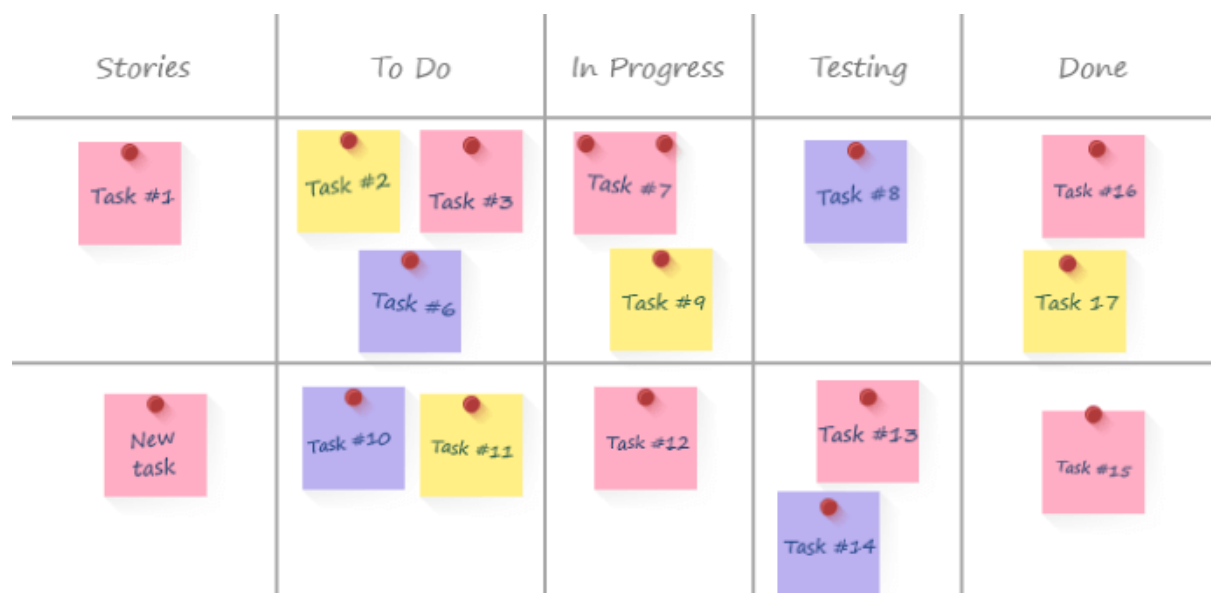 Stories
To Do
In Progress
Testing
Done
Task #1
Task #2
Task #3
Task #6
Task #7
Task #9
Task #8
Task #16
Task 17
New
task
Task #10
Task #11
Task #12
Task #13
Task #14
Task #15